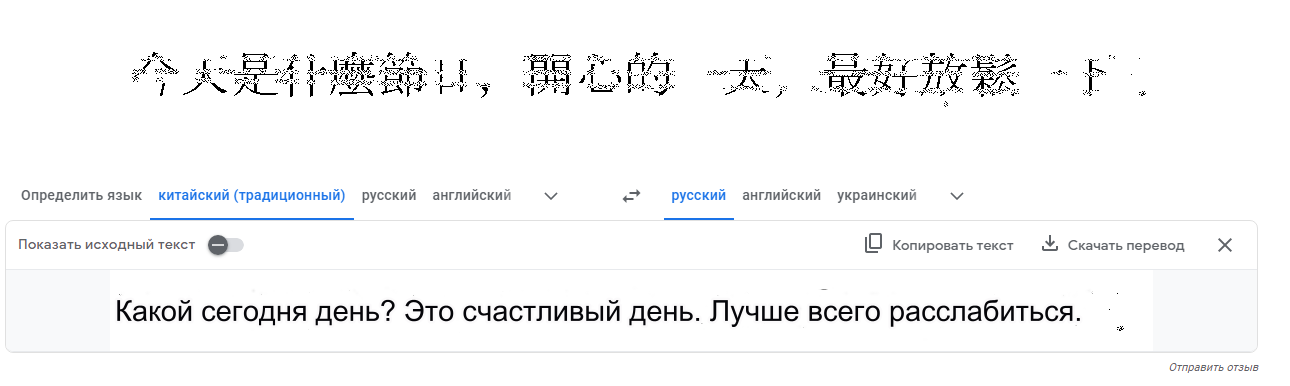 今天是什麼節日，開心的一天，最好放鬆一下.
Определить язык китайский (традиционный) русский английский русский английский украинский
Показать исходный текст Копировать текст Скачать перевод
Какой сегодня день? Это счастливый день. Лучше всего расслабиться.
Отправить отзыв